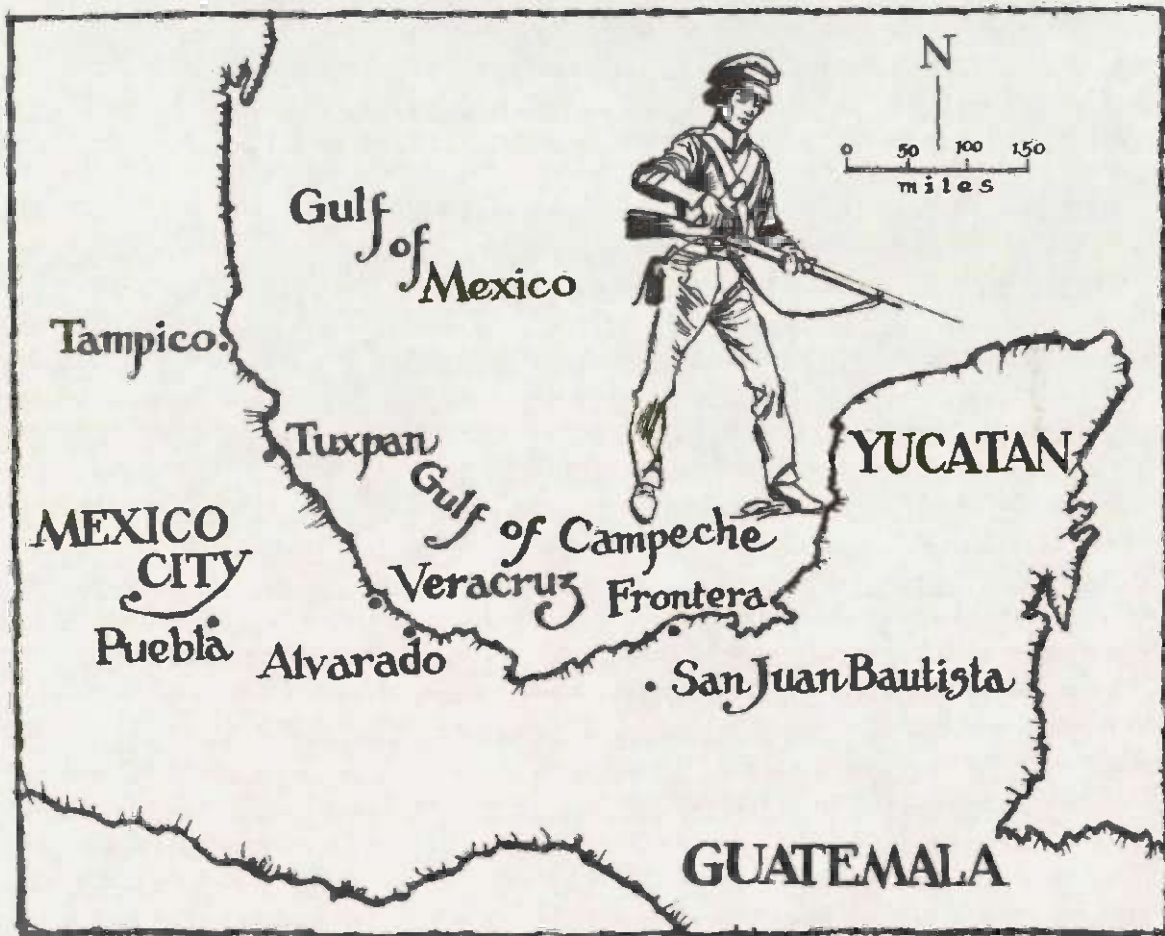 N
0 50 100 150
miles
Gulf
of
Mexico
Tampico
Tuxpan
YUCATAN
Gulf of Campeche
MEXICO
CITY
Veracruz
Frontera
Puebla
Alvarado
San Juan Bautista
GUATEMALA